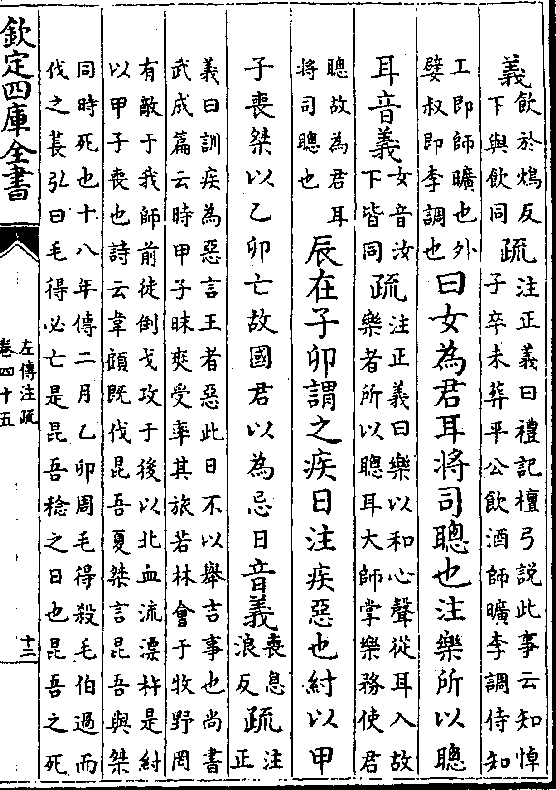 義飲於鴆反
下與飲同
疏注正義曰禮記檀弓說此事云知悼
子卒未葬平公飲酒師曠李調侍知
工即師曠也外
嬖叔即李調也
曰女為君耳將司聰也注樂所以聰
耳音義女音汝
下皆同
疏注正義曰樂以和心聲從耳入故
樂者所以聰耳大師掌樂務使君
聰故為君耳
將司聰也
辰在子卯謂之疾日注疾惡也紂以甲
子喪桀以乙卯亡故國君以為忌日音義喪息
浪反
疏注
正
義曰訓疾為惡言王者惡此日不以舉吉事也尚書
武成篇云時甲子昧爽受率其旅若林會于牧野罔
有敵于我師前徒倒戈攻于後以北血流漂杵是紂
以甲子喪也詩云韋顧既伐昆吾夏桀言昆吾與桀
同時死也十八年傳二月乙卯周毛得殺毛伯過而
伐之萇弘曰毛得必亡是昆吾稔之日也昆吾之死
欽定四庫全書
左傳注疏
卷四十五
十三